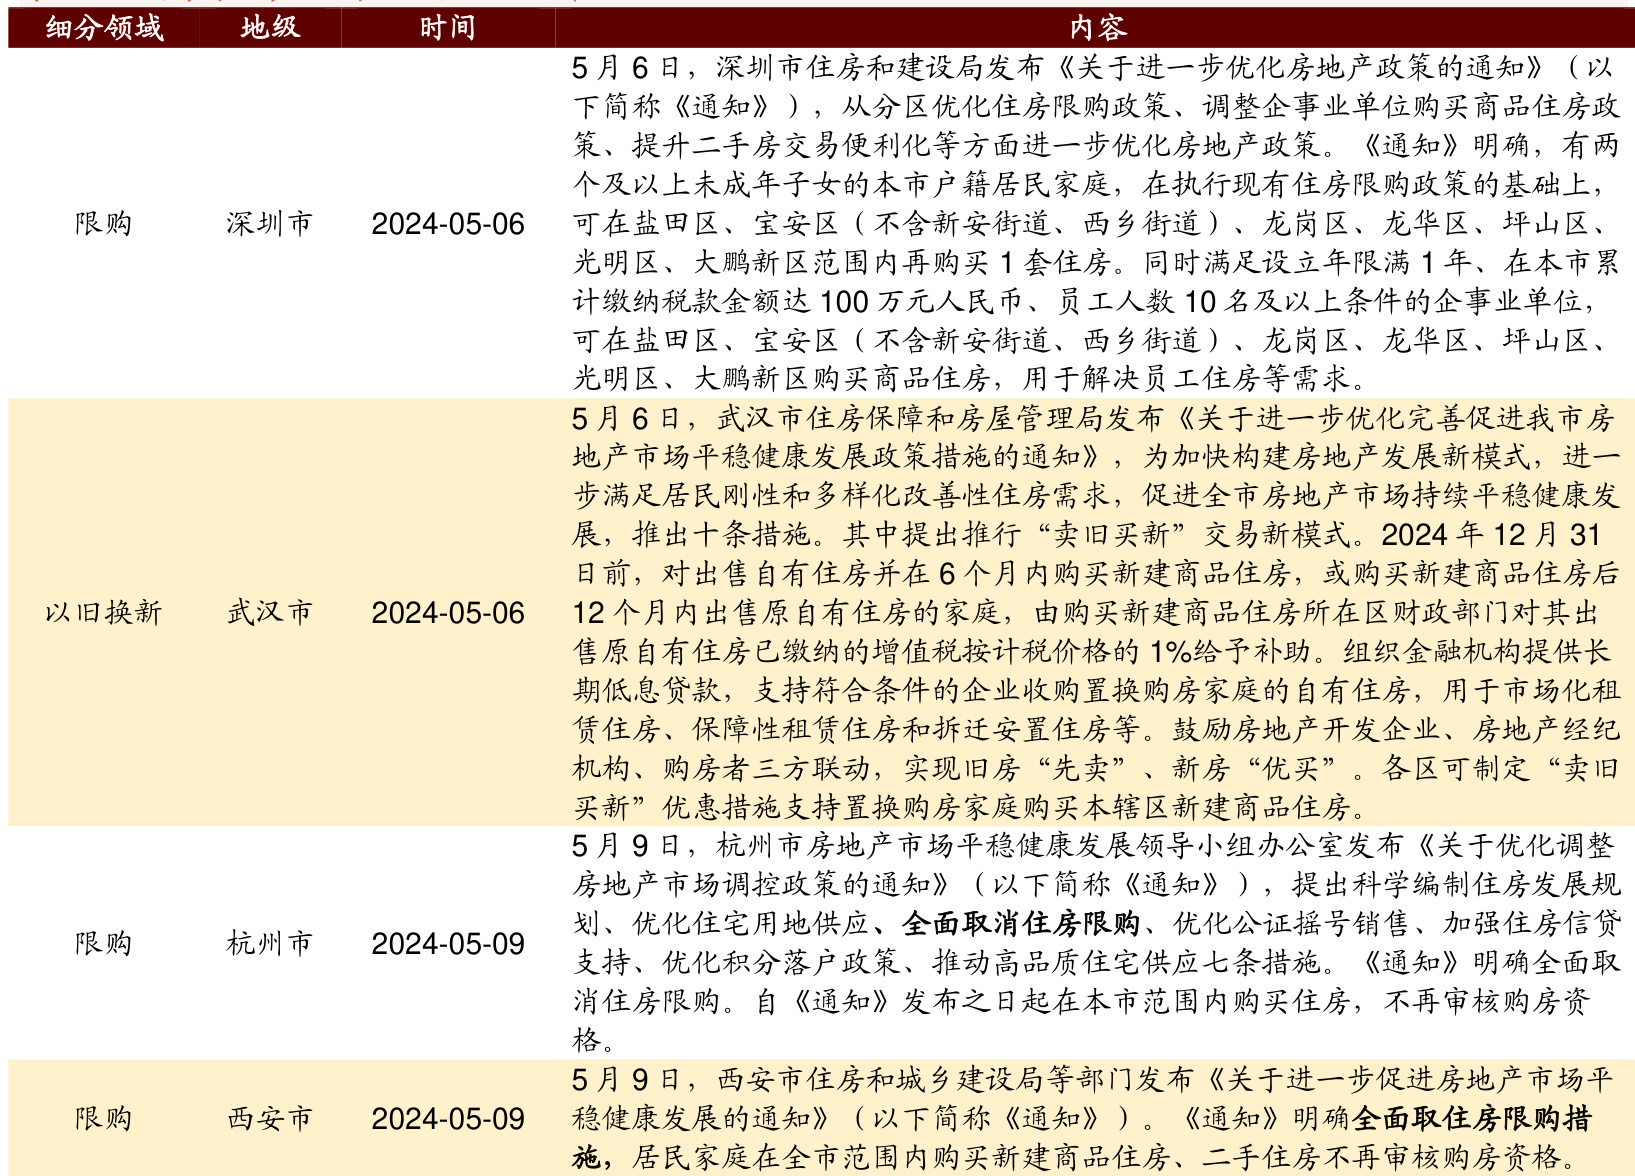 细分领域 地级 时间 内容
5 月 6 日，深圳市住房和建设局发布《关于进一步优化房地产政策的通知》（以
下简称《通知》），从分区优化住房限购政策、调整企事业单位购买商品住房政
策、提升二手房交易便利化等方面进一步优化房地产政策。《通知》明确，有两
个及以上未成年子女的本市户籍居民家庭，在执行现有住房限购政策的基础上，
限购 深圳市 2024-05-06 可在盐田区、宝安区（不含新安街道、西乡街道）、龙岗区、龙华区、坪山区、
光明区、大鹏新区范围内再购买 1 套住房。同时满足设立年限满 1 年、在本市累
计缴纳税款金额达 100 万元人民币、员工人数 10 名及以上条件的企事业单位，
可在盐田区、宝安区（不含新安街道、西乡街道）、龙岗区、龙华区、坪山区、
光明区、大鹏新区购买商品住房，用于解决员工住房等需求。
5 月 6 日，武汉市住房保障和房屋管理局发布《关于进一步优化完善促进我市房
地产市场平稳健康发展政策措施的通知》，为加快构建房地产发展新模式，进一
步满足居民刚性和多样化改善性住房需求，促进全市房地产市场持续平稳健康发
展，推出十条措施。其中提出推行“卖旧买新”交易新模式。2024 年 12 月 31
日前，对出售自有住房并在 6 个月内购买新建商品住房，或购买新建商品住房后
以旧换新 武汉市 2024-05-06 12 个月内出售原自有住房的家庭，由购买新建商品住房所在区财政部门对其出
售原自有住房已缴纳的增值税按计税价格的 1%给予补助。组织金融机构提供长
期低息贷款，支持符合条件的企业收购置换购房家庭的自有住房，用于市场化租
赁住房、保障性租赁住房和拆迁安置住房等。鼓励房地产开发企业、房地产经纪
机构、购房者三方联动，实现旧房“先卖”、新房“优买”。各区可制定“卖旧
买新”优惠措施支持置换购房家庭购买本辖区新建商品住房。
5 月 9 日，杭州市房地产市场平稳健康发展领导小组办公室发布《关于优化调整
房地产市场调控政策的通知》（以下简称《通知》），提出科学编制住房发展规
划、优化住宅用地供应、全面取消住房限购、优化公证摇号销售、加强住房信贷
限购 杭州市 2024-05-09 支持、优化积分落户政策、推动高品质住宅供应七条措施。《通知》明确全面取
消住房限购。自《通知》发布之日起在本市范围内购买住房，不再审核购房资
格。
5 月 9 日，西安市住房和城乡建设局等部门发布《关于进一步促进房地产市场平
限购 西安市 2024-05-09 稳健康发展的通知》（以下简称《通知》）。《通知》明确全面取住房限购措
施，居民家庭在全市范围内购买新建商品住房、二手住房不再审核购房资格。